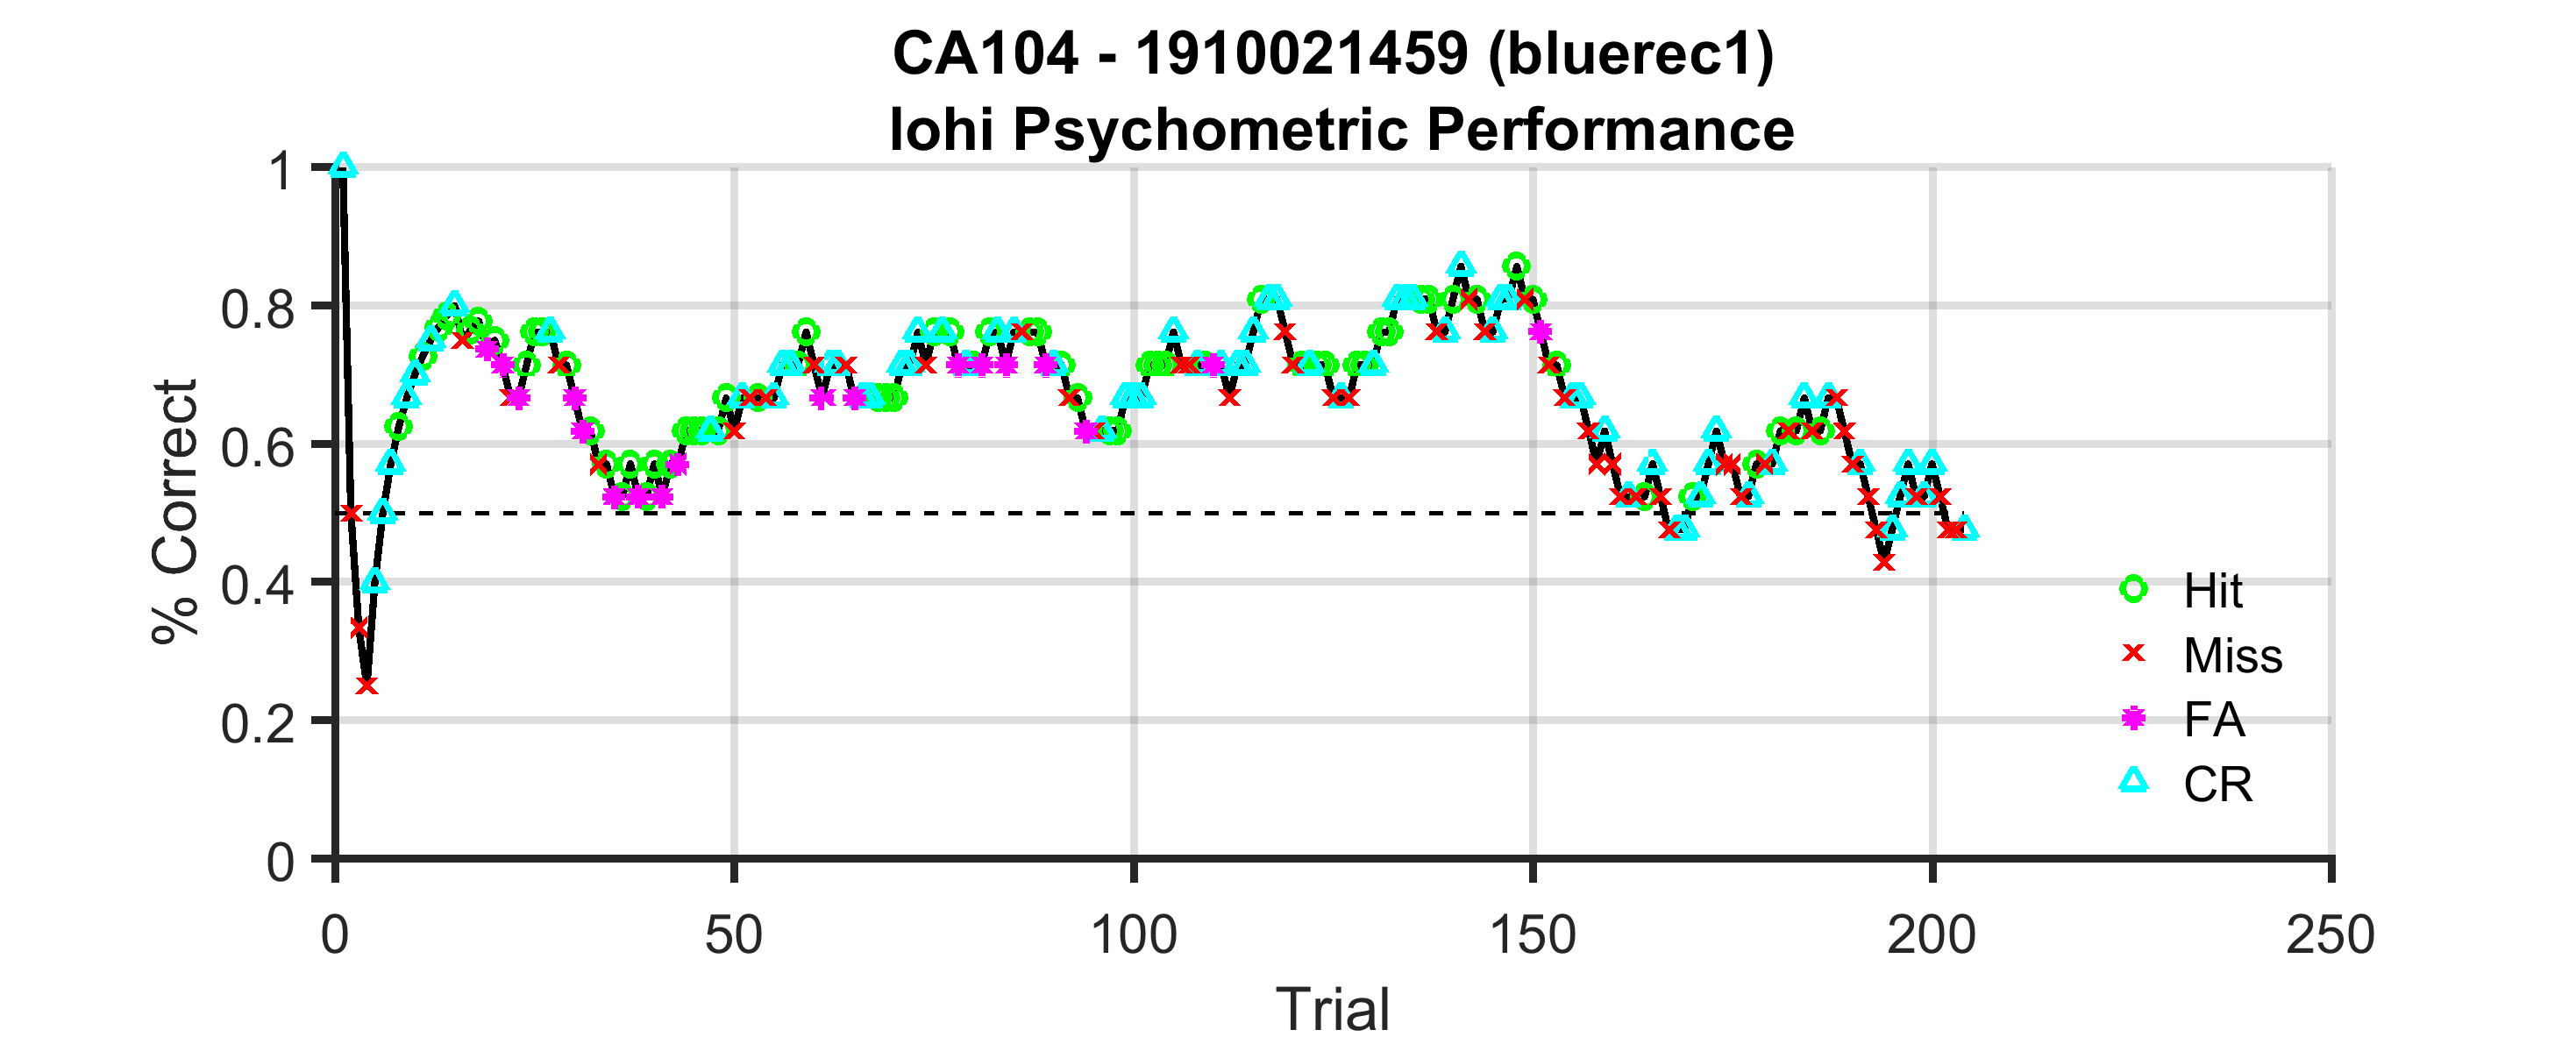 CA104 - 1910021459 (bluerec1)
lohi Psychometric Performance
1
0.8
0.6
0.4
0.2
0
% Correct
Hit
Miss
FA
CR
0 50 100 150 200 250
Trial